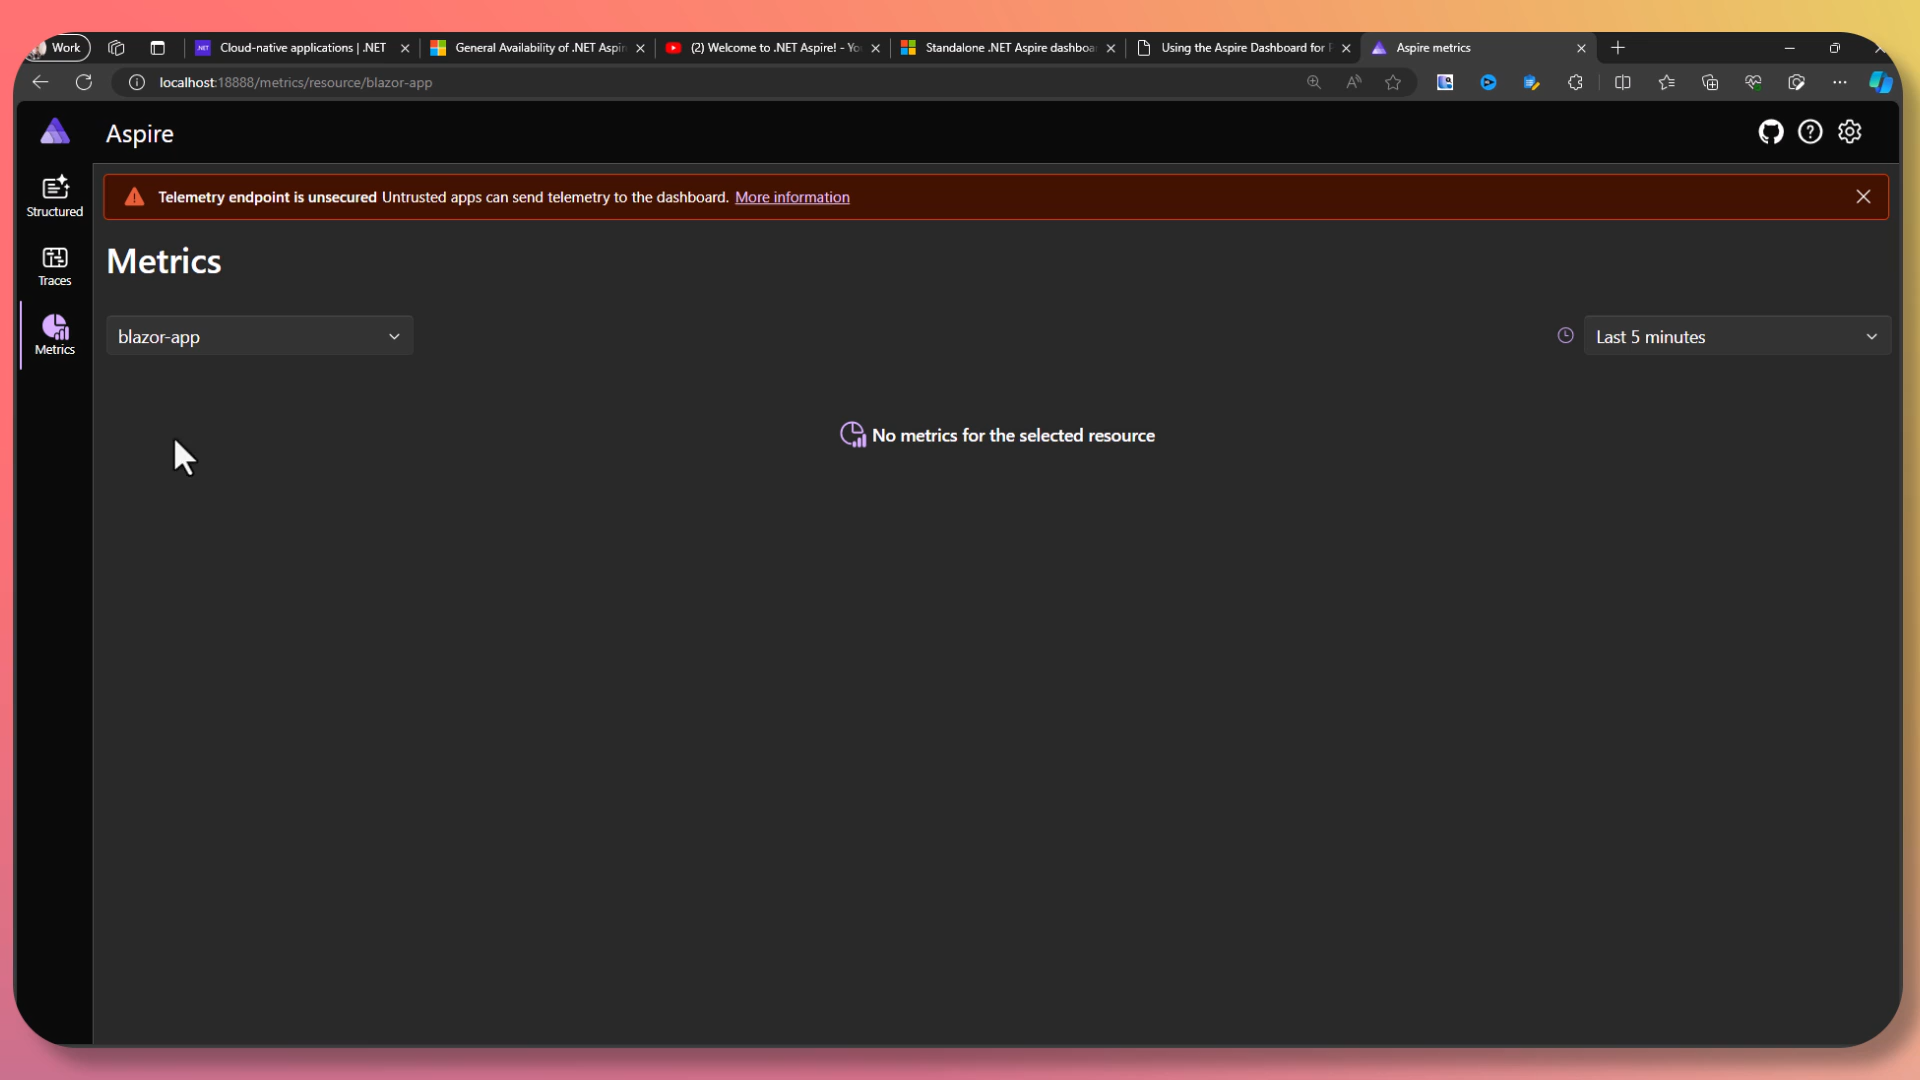 Work
Cloud-native applications | .NET
General Availability of .NET Aspir
(2) Welcome to .NET Aspire! - Yo
Standalone .NET Aspire dashboa
Using the Aspire Dashboard for
Aspire metrics
localhost:18888/metrics/resource/blazor-app
Aspire
Structured
Traces
Metrics
Telemetry endpoint is unsecured Untrusted apps can send telemetry to the dashboard. More information
Metrics
blazor-app
Last 5 minutes
No metrics for the selected resource